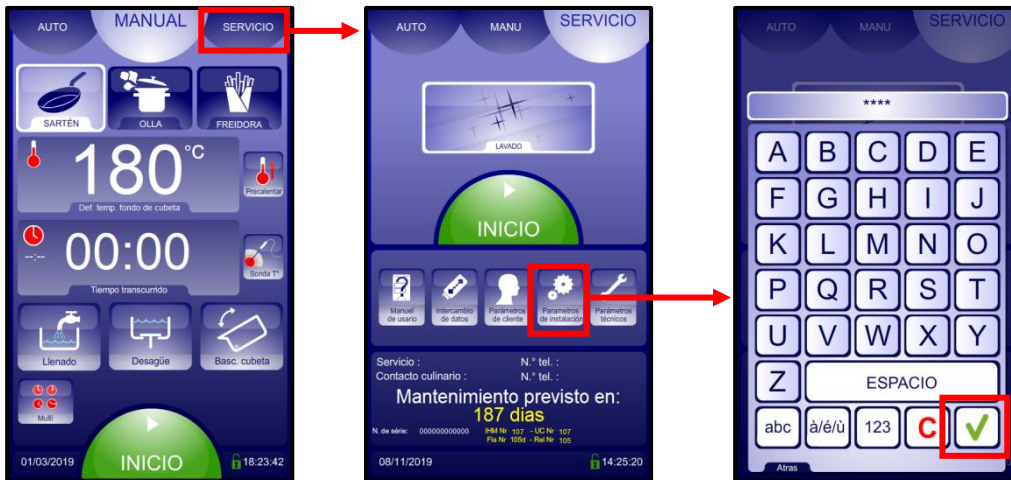 AUTO MANUAL SERVICIO
SARTÉN OLLA FREIDORA
180 °C
Precalentar
Def. temp. fondo de cubeta
00:00
--:--
Sonda T°
Tiempo transcurrido
Llenado Desagüe Basc. cubeta
Multi
INICIO
01/03/2019 18:23:42
AUTO MANU SERVICIO
LAVADO
INICIO
Manuel de usario
Intercambio de datos
Parámetros de cliente
Parametros de instalación
Parámetros técnicos
Servicio : N.° tel. :
Contacto culinario : N.° tel. :
Mantenimiento previsto en:
187 dias
N. de série: 000000000000 IHM Nr 107 - UC Nr 107
Fla Nr 105d - Rel Nr 105
08/11/2019 14:25:20
AUTO MANU SERVICIO
****
A B C D E
F G H I J
K L M N O
P Q R S T
U V W X Y
Z ESPACIO
abc à/é/ù 123 C
Atras